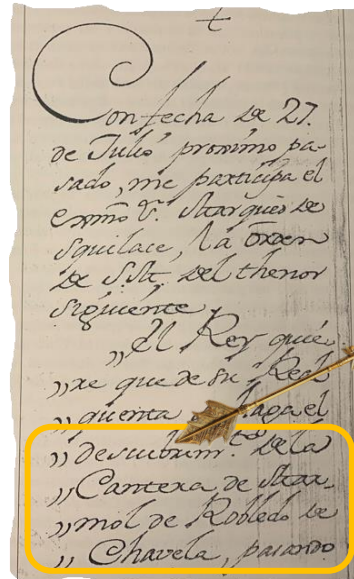 Con fecha de 27.
de Julio proximo pa-
sado, me participa el
exmo. S. Marques de
Squilace, la orden
de S.M. del thenor
siguiente
„El Rey quie-
„re que de su Real
„quenta haga el
„descubrim.to de la
„Cantera de Mar-
„mol de Robledo de
„Chavela, pasando